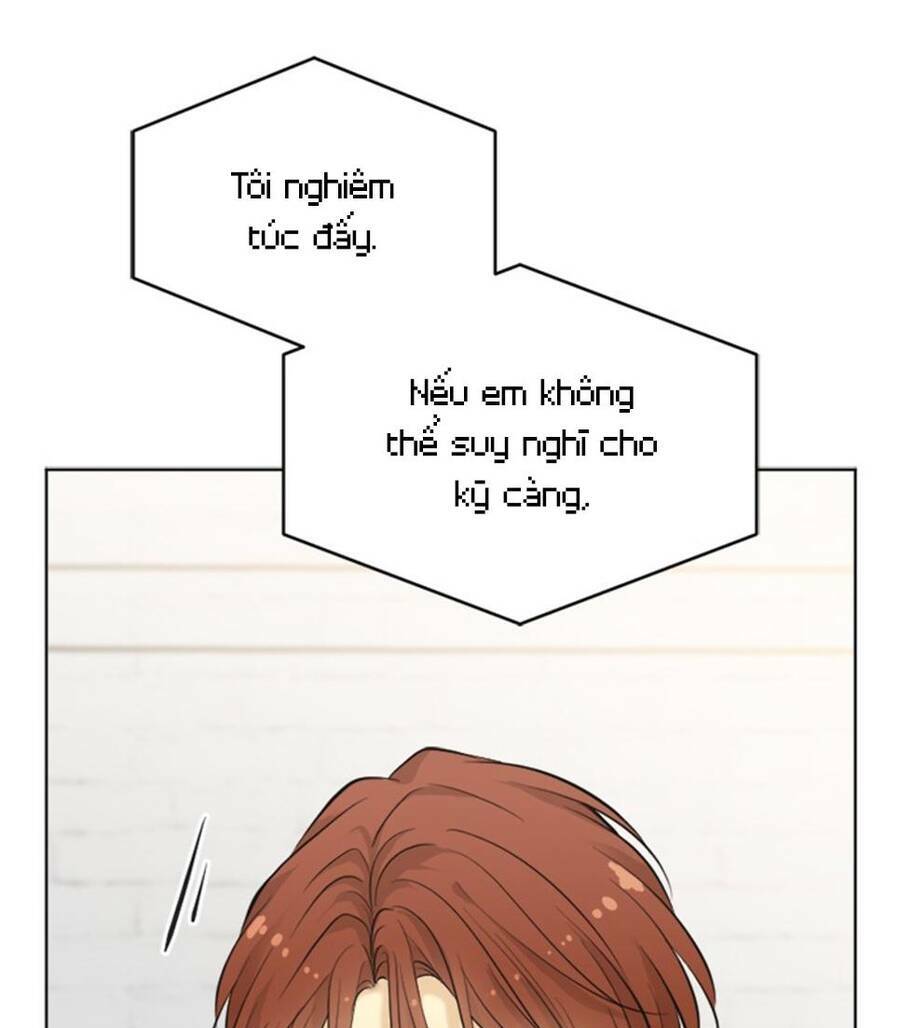 Tôi nghiêm
túc đấy.
Nếu em không
thể suy nghĩ cho
kỹ càng,